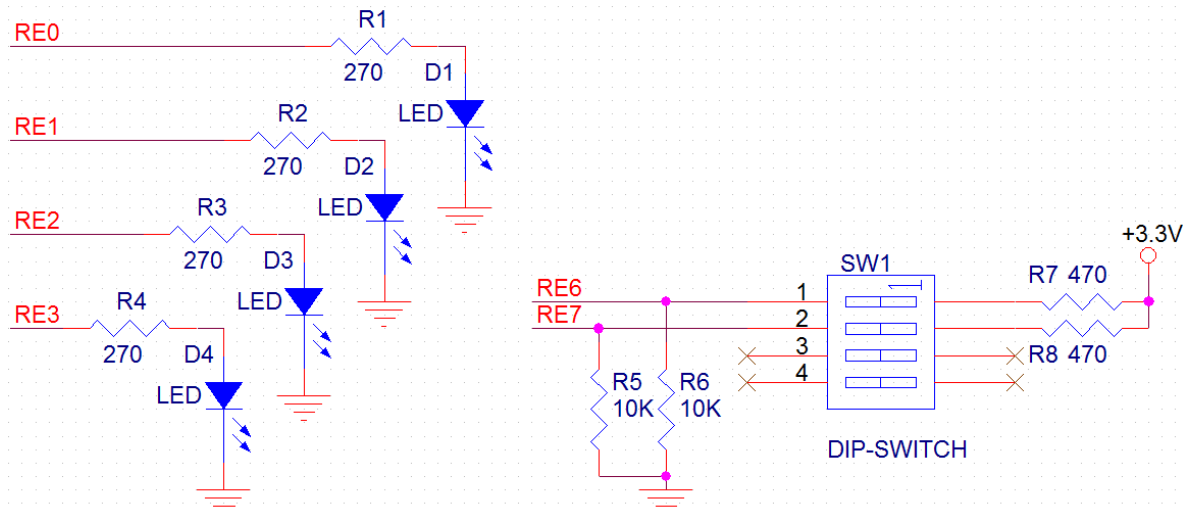 RE0
R1
270
D1
LED
RE1
R2
270
D2
LED
RE2
R3
270
D3
LED
RE3
R4
270
D4
LED
+3.3V
SW1
R7 470
RE6
1
RE7
2
R8 470
3
4
R5
10K
R6
10K
DIP-SWITCH